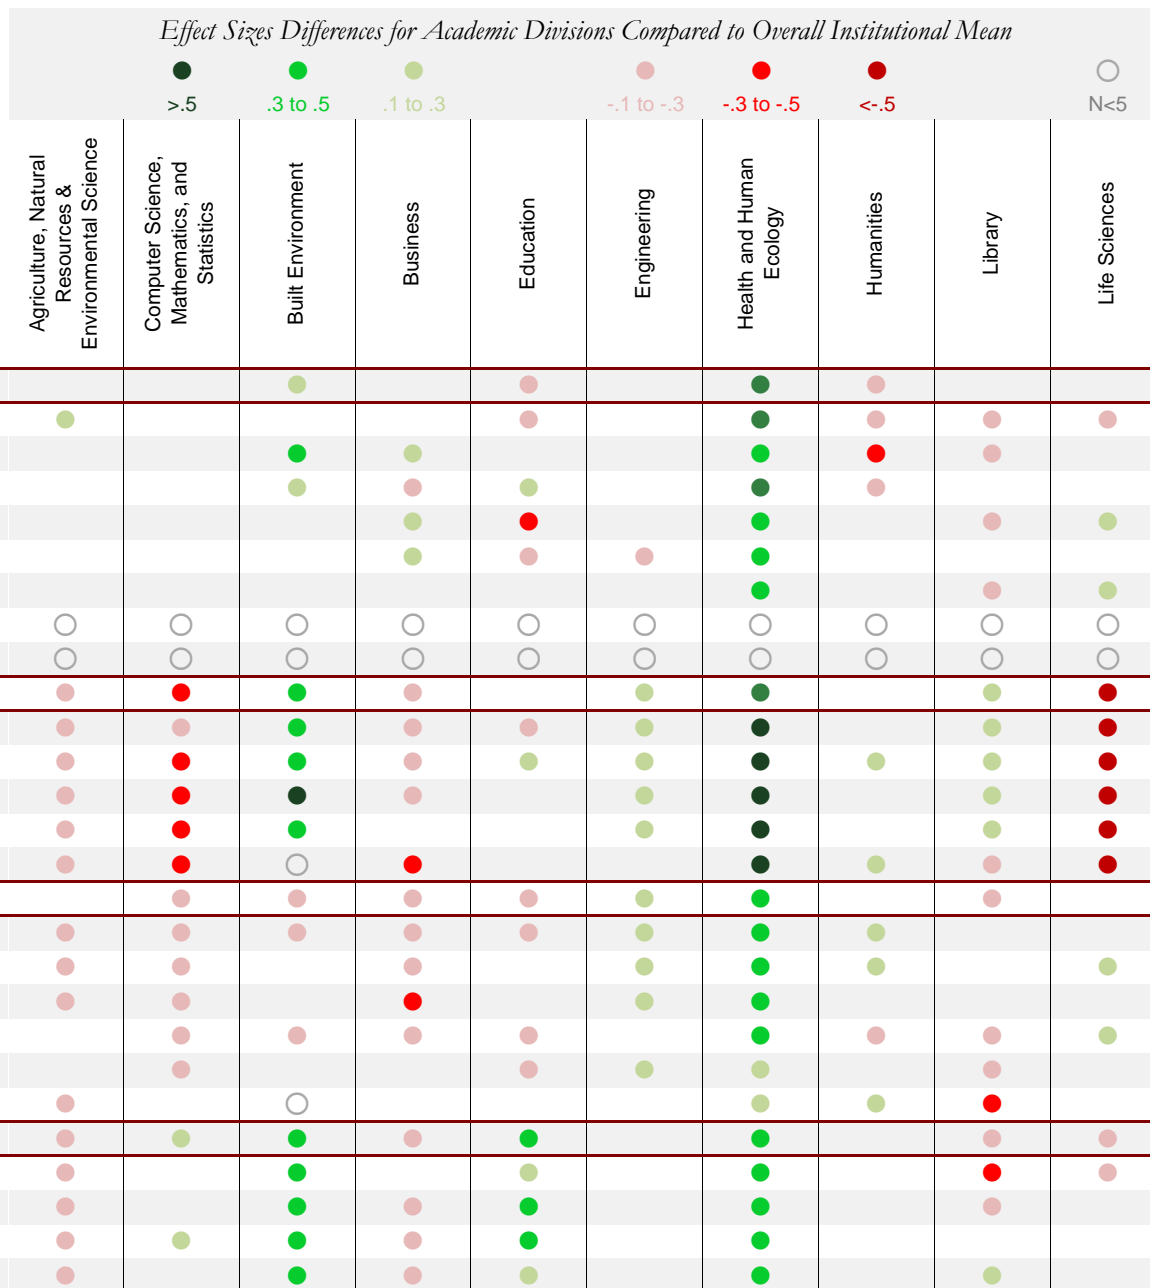 Effect Sizes Differences for Academic Divisions Compared to Overall Institutional Mean
>.5
.3 to .5
.1 to .3
-.1 to -.3
-.3 to -.5
<-.5
N<5
Agriculture, Natural
Resources &
Environmental Science
Computer Science,
Mathematics, and
Statistics
Built Environment
Business
Education
Engineering
Health and Human
Ecology
Humanities
Library
Life Sciences